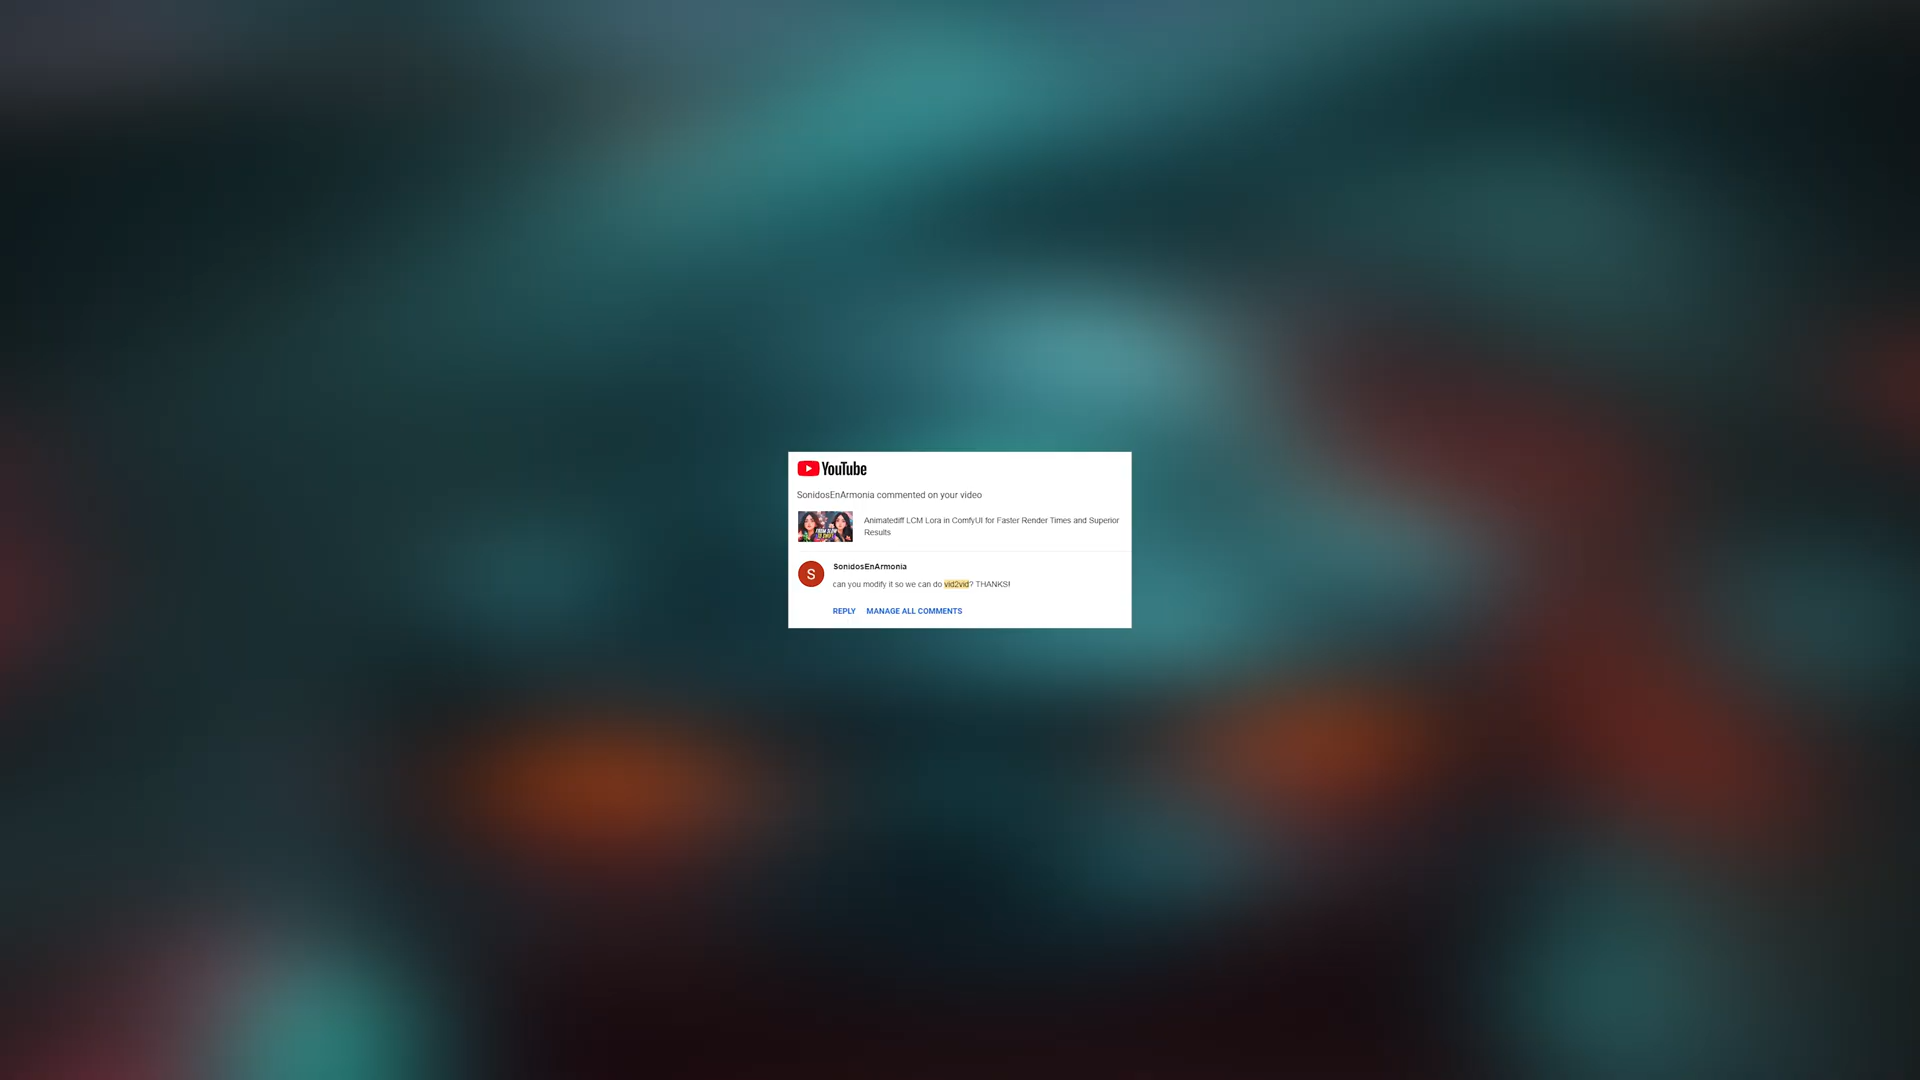 YouTube
SonidosEnArmonia commented on your video
Animatediff LCM Lora in ComfyUI for Faster Render Times and Superior
Results
S
SonidosEnArmonia
can you modify it so we can do vid2vid? THANKS!
REPLY MANAGE ALL COMMENTS